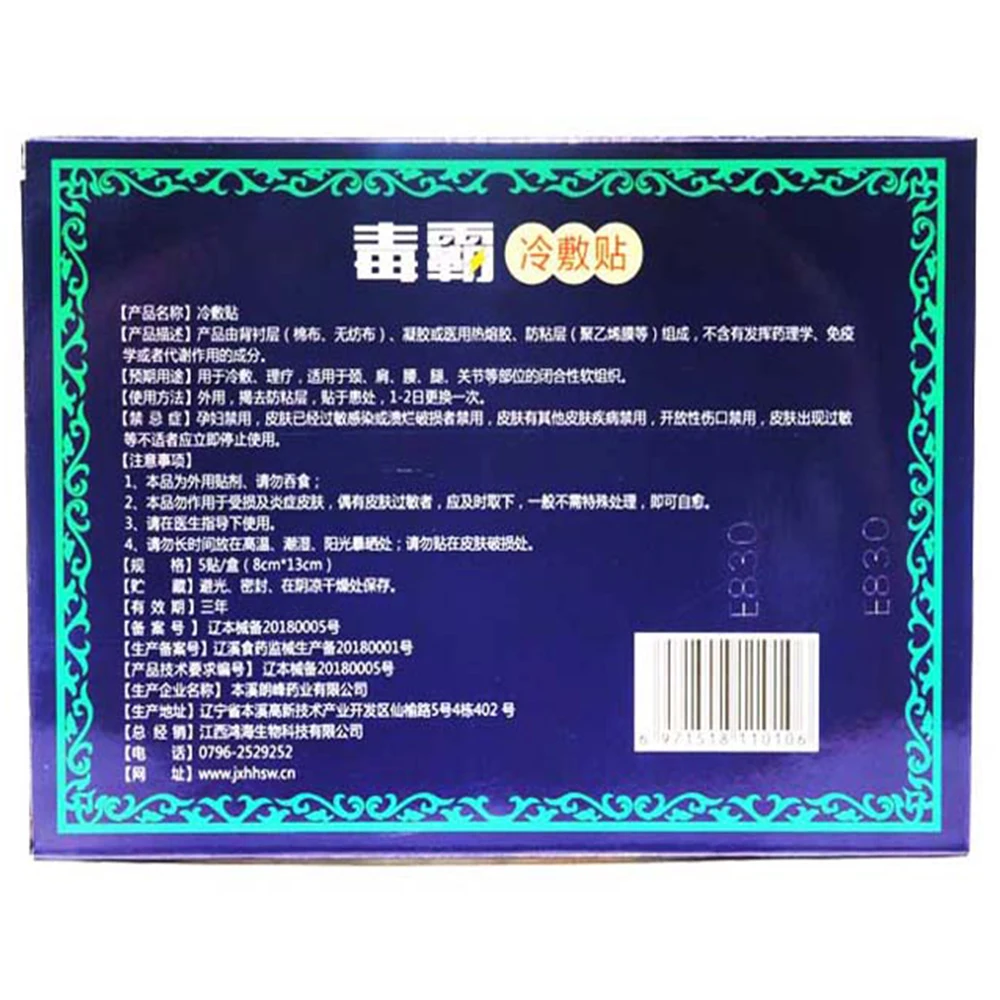 毒霸 冷敷贴
【产品名称】冷敷贴
【产品描述】产品由背衬层（棉布、无纺布）、凝胶或医用热熔胶、防粘层（聚乙烯膜等）组成，不含有发挥药理学、免疫
学或者代谢作用的成分。
【预期用途】用于冷敷、理疗，适用于颈、肩、腰、腿、关节等部位的闭合性软组织。
【使用方法】外用，揭去防粘层，贴于患处，1-2日更换一次。
【禁忌症】孕妇禁用，皮肤已经过敏感染或溃烂破损者禁用，皮肤有其他皮肤疾病禁用，开放性伤口禁用，皮肤出现过敏
等不适者应立即停止使用。
【注意事项】
1、本品为外用贴剂、请勿吞食；
2、本品勿作用于受损及炎症皮肤，偶有皮肤过敏者，应及时取下，一般不需特殊处理，即可自愈。
3、请在医生指导下使用。
4、请勿长时间放在高温、潮湿、阳光暴晒处；请勿贴在皮肤破损处。
【规 格】5贴/盒（8cm*13cm）
【贮 藏】避光、密封、在阴凉干燥处保存。
【有效期】三年
【备案号】辽本械备20180005号
【生产备案号】辽溪食药监械生产备20180001号
【产品技术要求编号】辽本械备20180005号
【生产企业名称】本溪朗峰药业有限公司
【生产地址】辽宁省本溪高新技术产业开发区仙榆路5号4栋402号
【总经销】江西鸿海生物科技有限公司
【电 话】0796-2529252
【网 址】www.jxhhsw.cn
E830
E830
6 971518 110106